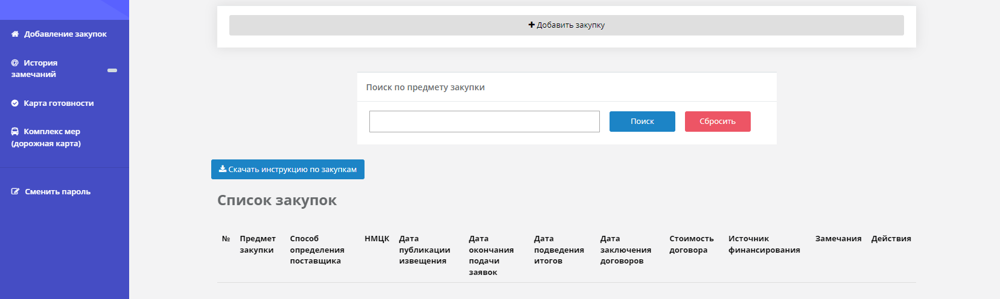 Добавление закупок
История
замечаний
Карта готовности
Комплекс мер
(дорожная карта)
Сменить пароль
Добавить закупку
Поиск по предмету закупки
Поиск
Сбросить
Скачать инструкцию по закупкам
Список закупок
№
Предмет
закупки
Способ
определения
поставщика
НМЦК
Дата
публикации
извещения
Дата
окончания
подачи
заявок
Дата
подведения
итогов
Дата
заключения
договоров
Стоимость
договора
Источник
финансирования
Замечания
Действия